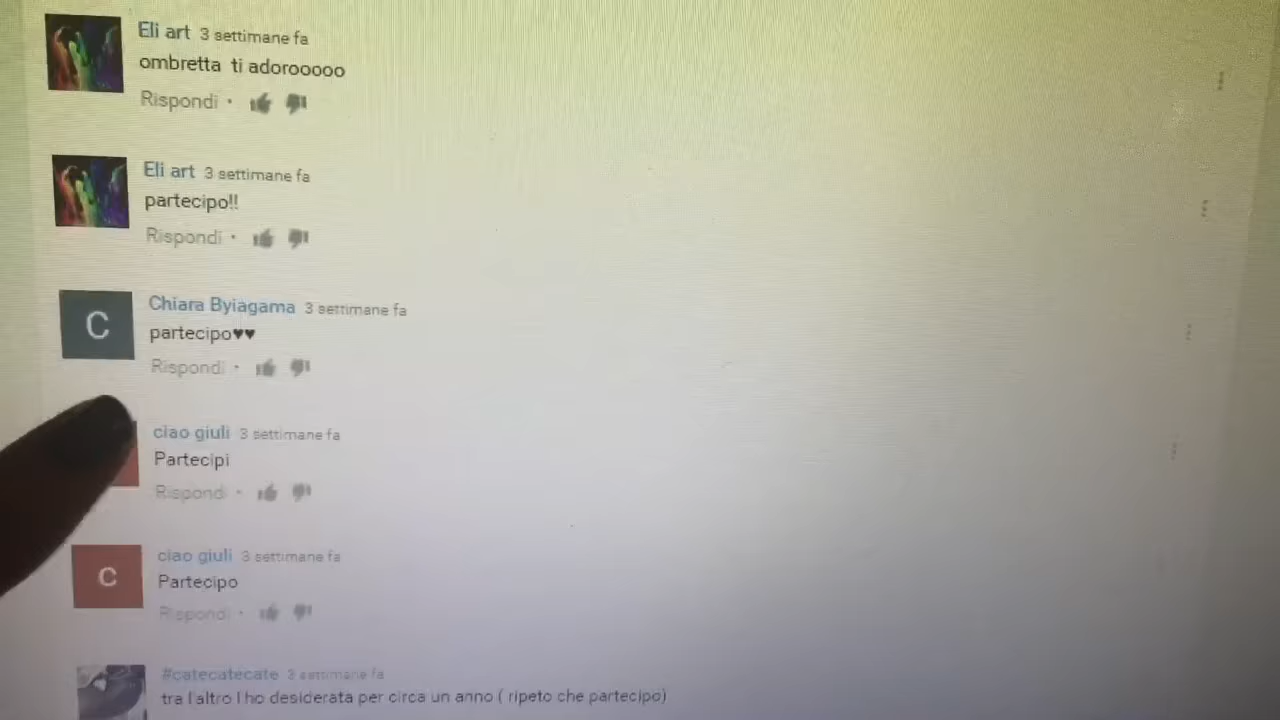 Eli art 3 settimane fa
ombretta ti adorooooo
Rispondi •
Eli art 3 settimane fa
partecipo!!
Rispondi •
C
Chiara Byiagama 3 settimane fa
partecipo♥♥
Rispondi •
ciao giuli 3 settimane fa
Partecipi
Rispondi •
C
ciao giuli 3 settimane fa
Partecipo
Rispondi •
#catecatecate 3 settimane fa
tra l'altro l ho desiderata per circa un anno ( ripeto che partecipo)